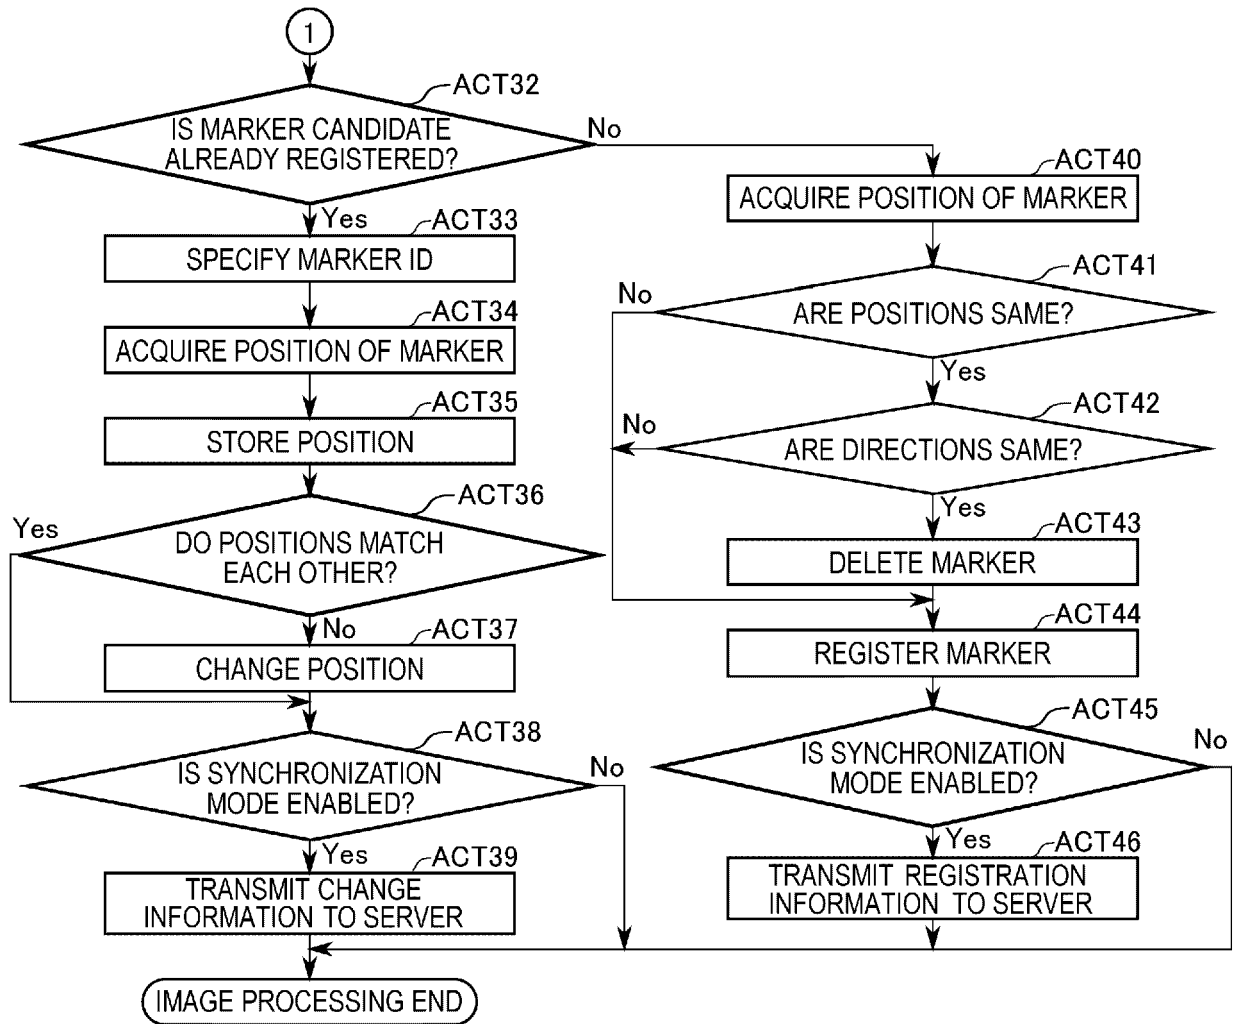 1
ACT32
IS MARKER CANDIDATE
ALREADY REGISTERED?
No
Yes
ACT33
SPECIFY MARKER ID
ACT34
ACQUIRE POSITION OF MARKER
ACT35
STORE POSITION
ACT36
Yes
DO POSITIONS MATCH
EACH OTHER?
No
ACT37
CHANGE POSITION
ACT38
IS SYNCHRONIZATION
MODE ENABLED?
No
Yes
ACT39
TRANSMIT CHANGE
INFORMATION TO SERVER
ACT40
ACQUIRE POSITION OF MARKER
ACT41
No
ARE POSITIONS SAME?
Yes
ACT42
No
ARE DIRECTIONS SAME?
Yes
ACT43
DELETE MARKER
ACT44
REGISTER MARKER
ACT45
No
IS SYNCHRONIZATION
MODE ENABLED?
Yes
ACT46
TRANSMIT REGISTRATION
INFORMATION TO SERVER
IMAGE PROCESSING END